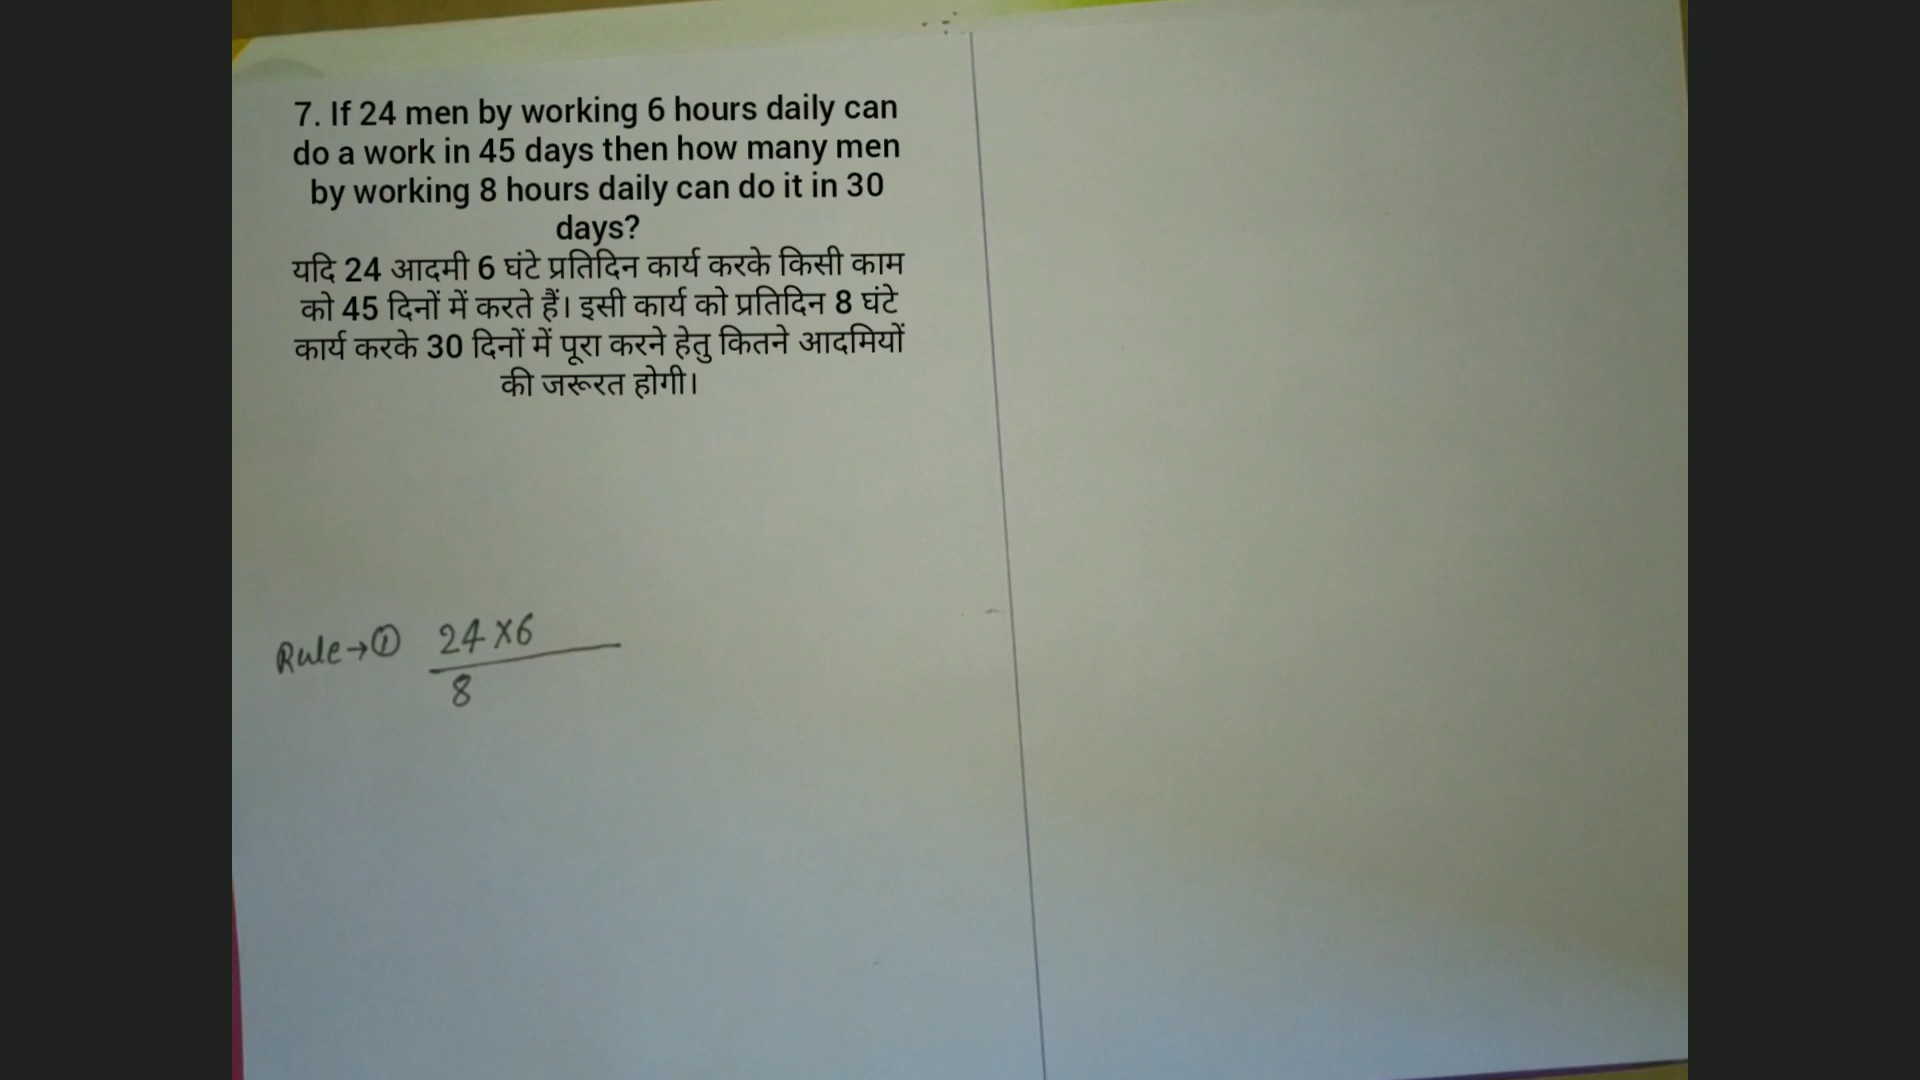 7. If 24 men by working 6 hours daily can
do a work in 45 days then how many men
by working 8 hours daily can do it in 30
days?
यदि 24 आदमी 6 घंटे प्रतिदिन कार्य करके किसी काम
को 45 दिनों में करते हैं। इसी कार्य को प्रतिदिन 8 घंटे
कार्य करके 30 दिनों में पूरा करने हेतु कितने आदमियों
की जरूरत होगी।
Rule→① 24×6
8